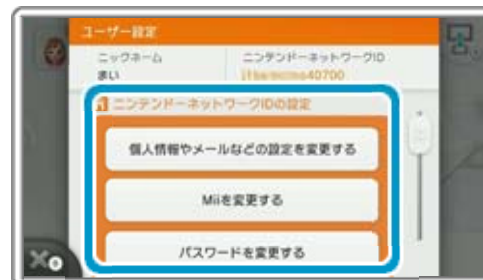 ユーザー設定
ニックネーム
まい
ニンテンドーネットワークID
ニンテンドーネットワークIDの設定
個人情報やメールなどの設定を変更する
Miiを変更する
パスワードを変更する